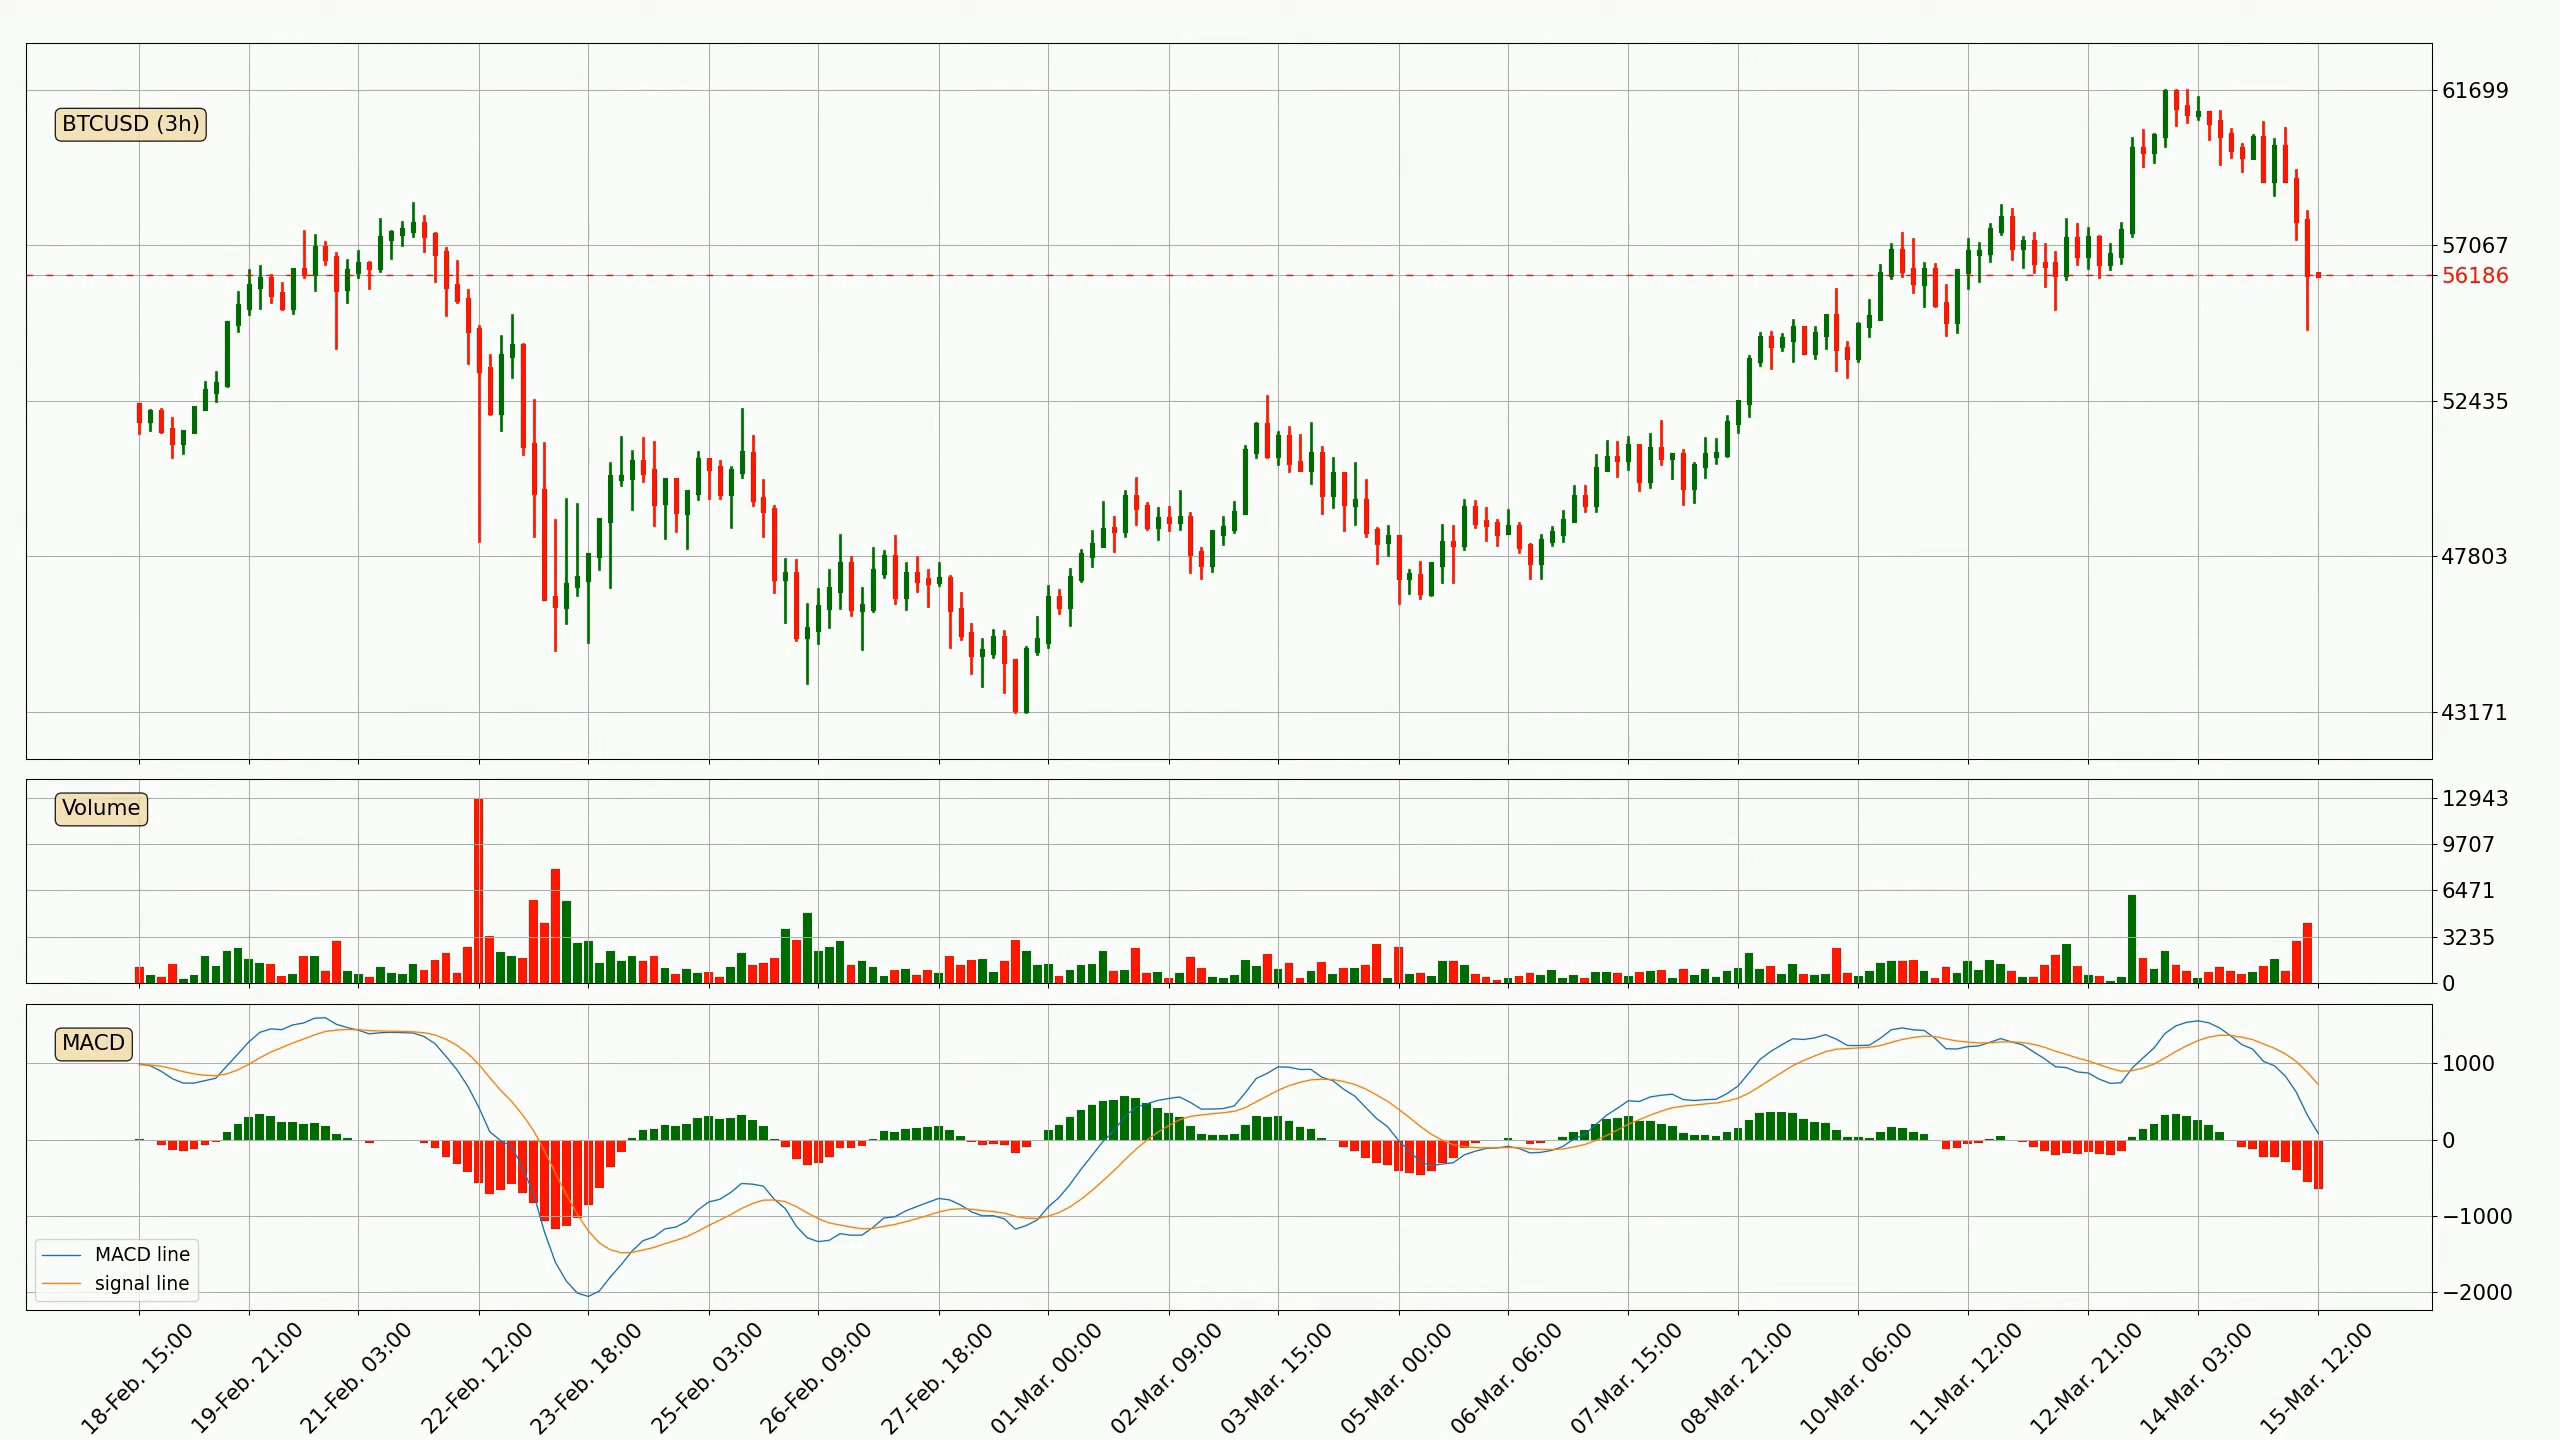 BTCUSD (3h)
61699
57067
56186
52435
47803
43171
Volume
12943
9707
6471
3235
0
MACD
1000
0
−1000
−2000
MACD line
signal line
18-Feb. 15:00
19-Feb. 21:00
21-Feb. 03:00
22-Feb. 12:00
23-Feb. 18:00
25-Feb. 03:00
26-Feb. 09:00
27-Feb. 18:00
01-Mar. 00:00
02-Mar. 09:00
03-Mar. 15:00
05-Mar. 00:00
06-Mar. 06:00
07-Mar. 15:00
08-Mar. 21:00
10-Mar. 06:00
11-Mar. 12:00
12-Mar. 21:00
14-Mar. 03:00
15-Mar. 12:00